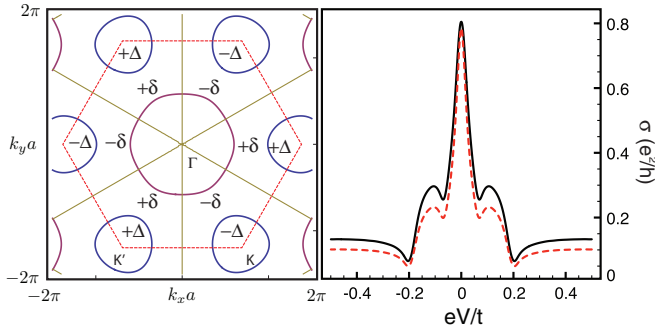 2π
+Δ -Δ
+δ -δ
k_y a
-Δ -δ Γ +δ +Δ
+δ -δ
+Δ -Δ
K' K
-2π
-2π k_x a 2π
0.8
0.6
0.4
0.2
0
σ (e²/h)
-0.4 -0.2 0 0.2 0.4
eV/t